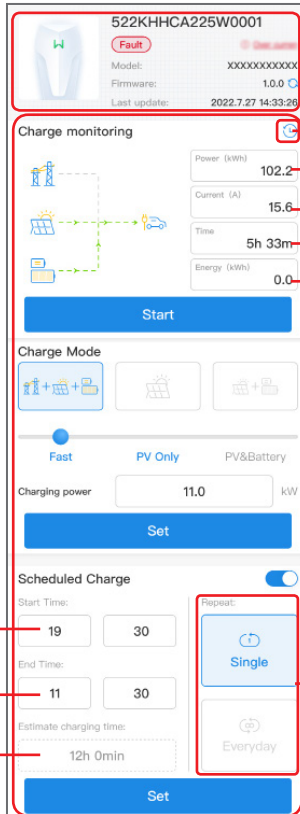 522KHHCA225W0001
Fault
Model: XXXXXXXXXXX
Firmware: 1.0.0
Last update: 2022.7.27 14:33:26
Charge monitoring
Power (kWh)
102.2
Current (A)
15.6
Time
5h 33m
Energy (kWh)
0.0
Start
Charge Mode
Fast PV Only PV&Battery
Charging power 11.0 kW
Set
Scheduled Charge
Start Time: Repeat:
19 30
1
Single
End Time:
11 30
Estimate charging time:
12h 0min
Everyday
Set